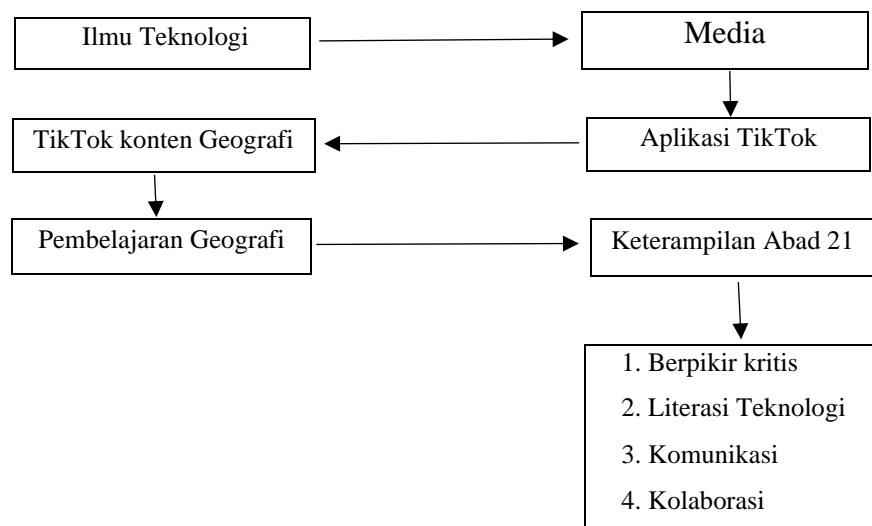 Ilmu Teknologi
Media
Aplikasi TikTok
TikTok konten Geografi
Pembelajaran Geografi
Keterampilan Abad 21
1. Berpikir kritis
2. Literasi Teknologi
3. Komunikasi
4. Kolaborasi